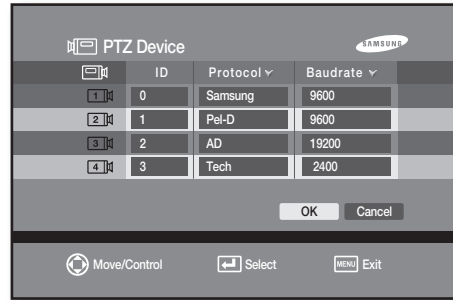 PTZ Device
SAMSUNG
ID Protocol Baudrate
1 0 Samsung 9600
2 1 Pel-D 9600
3 2 AD 19200
4 3 Tech 2400
OK Cancel
Move/Control Select MENU Exit